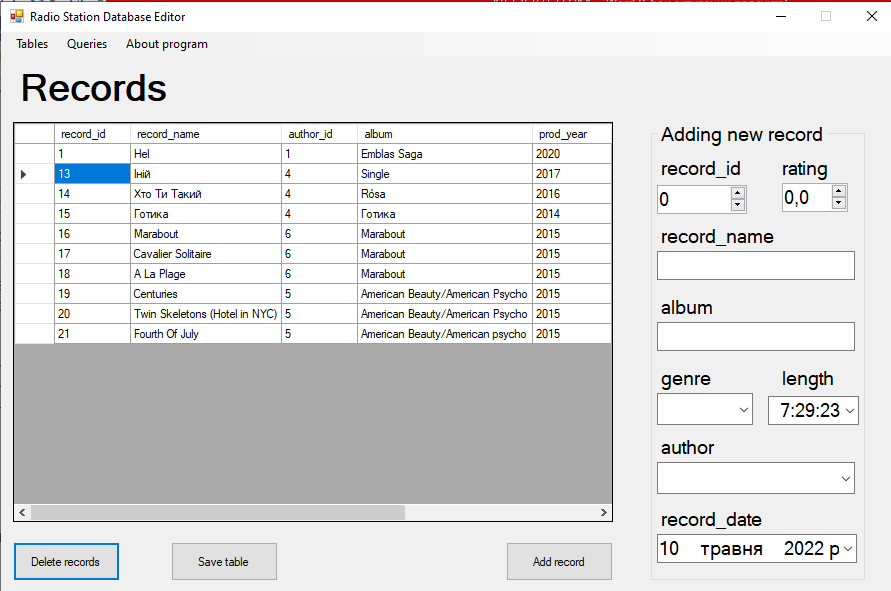 Radio Station Database Editor
Tables Queries About program
Records
record_id record_name author_id album prod_year
1 Hel 1 Emblas Saga 2020
13 Іній 4 Single 2017
14 Хто Ти Такий 4 Rósa 2016
15 Готика 4 Готика 2014
16 Marabout 6 Marabout 2015
17 Cavalier Solitaire 6 Marabout 2015
18 A La Plage 6 Marabout 2015
19 Centuries 5 American Beauty/American Psycho 2015
20 Twin Skeletons (Hotel in NYC) 5 American Beauty/American Psycho 2015
21 Fourth Of July 5 American Beauty/American psycho 2015
Delete records Save table Add record
Adding new record
record_id rating
0 0,0
record_name
album
genre length
7:29:23
author
record_date
10 травня 2022 р